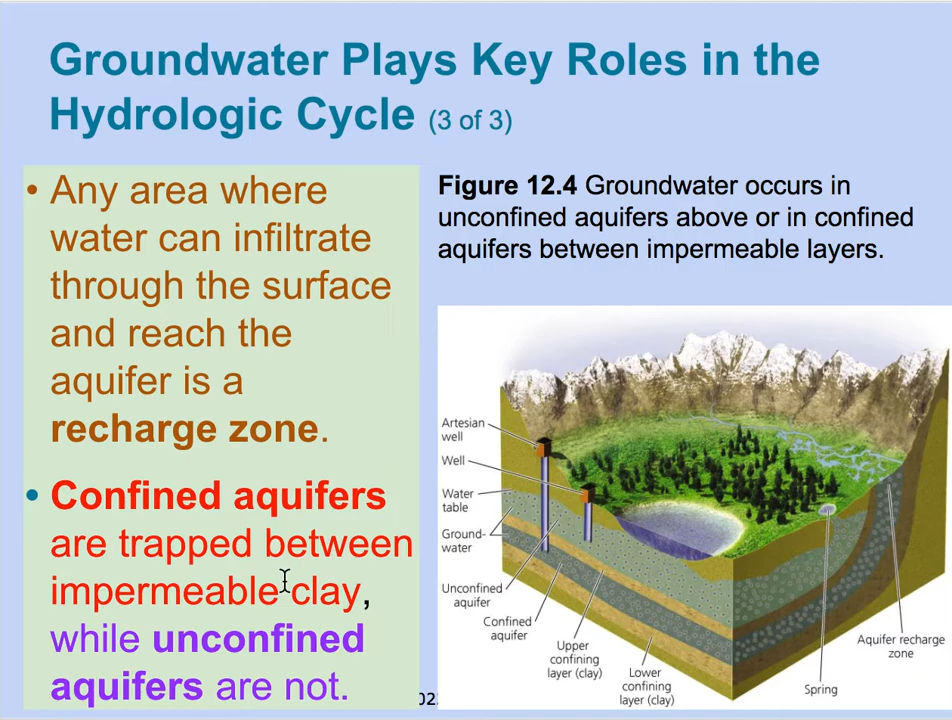 Groundwater Plays Key Roles in the
Hydrologic Cycle (3 of 3)
• Any area where
water can infiltrate
through the surface
and reach the
aquifer is a
recharge zone.
• Confined aquifers
are trapped between
impermeable clay,
while unconfined
aquifers are not.
Figure 12.4 Groundwater occurs in
unconfined aquifers above or in confined
aquifers between impermeable layers.
Artesian
well
Well
Water
table
Ground-
water
Unconfined
aquifer
Confined
aquifer
Upper
confining
layer (clay)
Lower
confining
layer (clay)
Spring
Aquifer recharge
zone